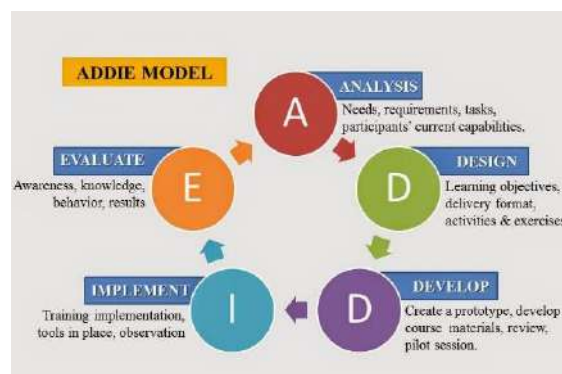 ADDIE MODEL
A
ANALYSIS
Needs, requirements, tasks,
participants' current capabilities.
D
DESIGN
Learning objectives,
delivery format,
activities & exercises
D
DEVELOP
Create a prototype, develop
course materials, review,
pilot session.
I
IMPLEMENT
Training implementation,
tools in place, observation
E
EVALUATE
Awareness, knowledge,
behavior, results